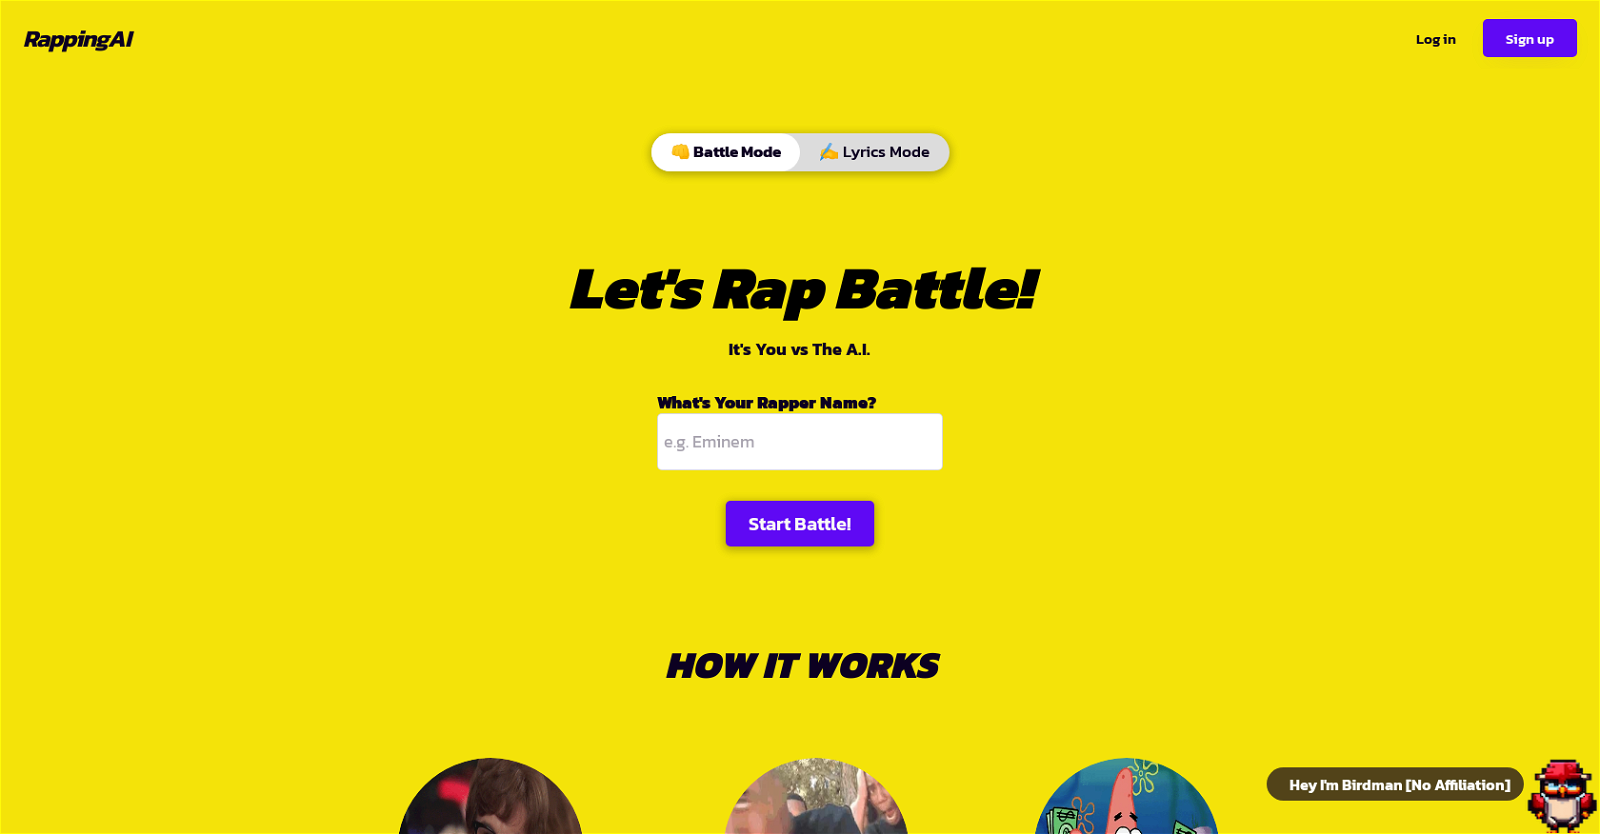 RappingAI
Log in
Sign up
👊 Battle Mode
✍️ Lyrics Mode
Let's Rap Battle!
It's You vs The A.I.
What's Your Rapper Name?
e.g. Eminem
Start Battle!
HOW IT WORKS
Hey I'm Birdman [No Affiliation]